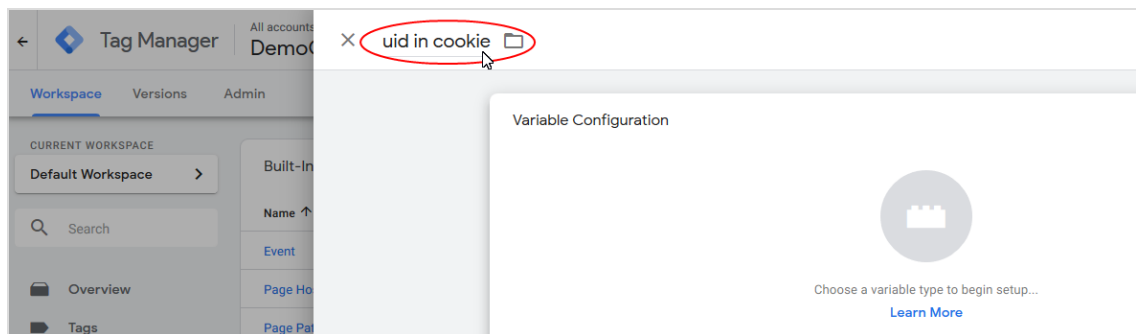 Tag Manager
All accounts
Demo
uid in cookie
Workspace Versions Admin
CURRENT WORKSPACE
Default Workspace
Search
Overview
Tags
Built-In
Name
Event
Page Ho
Page Pat
Variable Configuration
Choose a variable type to begin setup...
Learn More